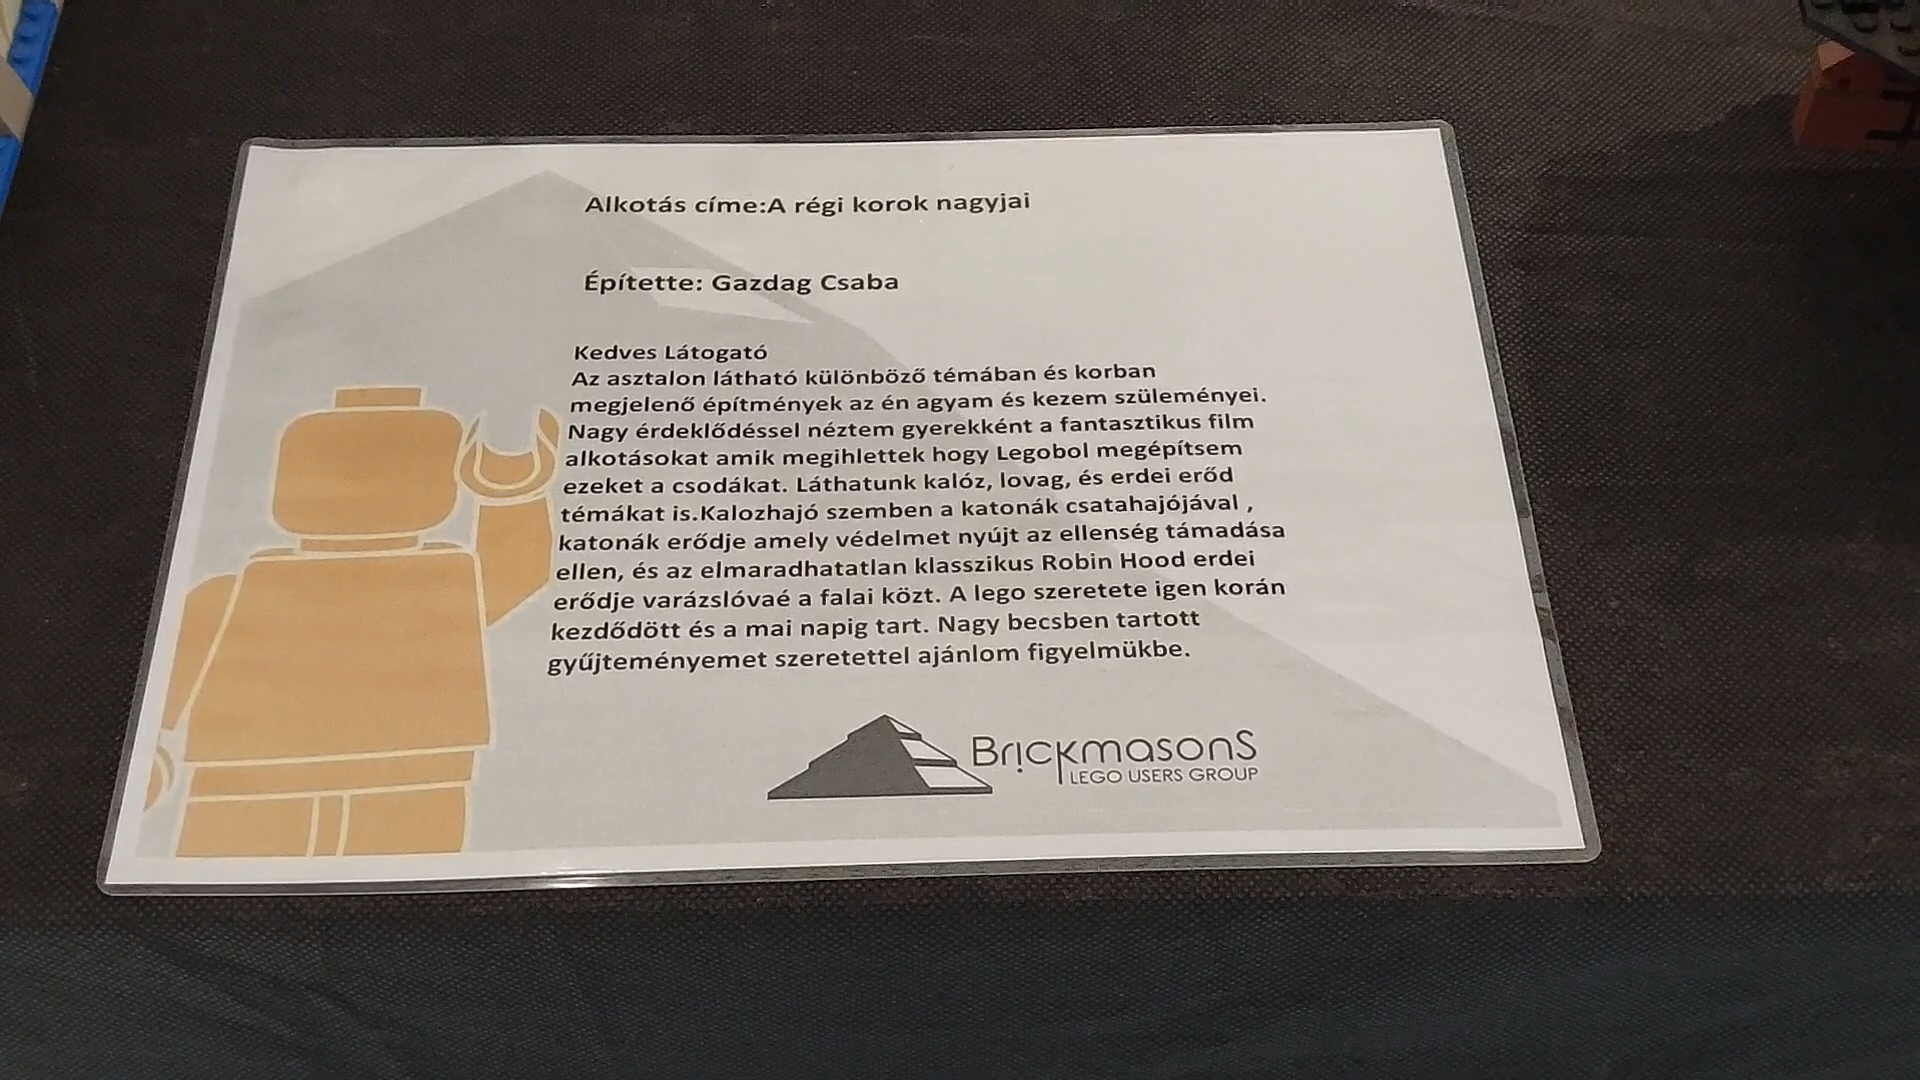 Alkotás címe:A régi korok nagyjai
Építette: Gazdag Csaba
Kedves Látogató
Az asztalon látható különböző témában és korban
megjelenő építmények az én agyam és kezem szüleményei.
Nagy érdeklődéssel néztem gyerekként a fantasztikus film
alkotásokat amik megihlettek hogy Legobol megépítsem
ezeket a csodákat. Láthatunk kalóz, lovag, és erdei erőd
témákat is.Kalozhajó szemben a katonák csatahajójával ,
katonák erődje amely védelmet nyújt az ellenség támadása
ellen, és az elmaradhatatlan klasszikus Robin Hood erdei
erődje varázslóvaé a falai közt. A lego szeretete igen korán
kezdődött és a mai napig tart. Nagy becsben tartott
gyűjteményemet szeretettel ajánlom figyelmükbe.
BrickmasonS
LEGO USERS GROUP